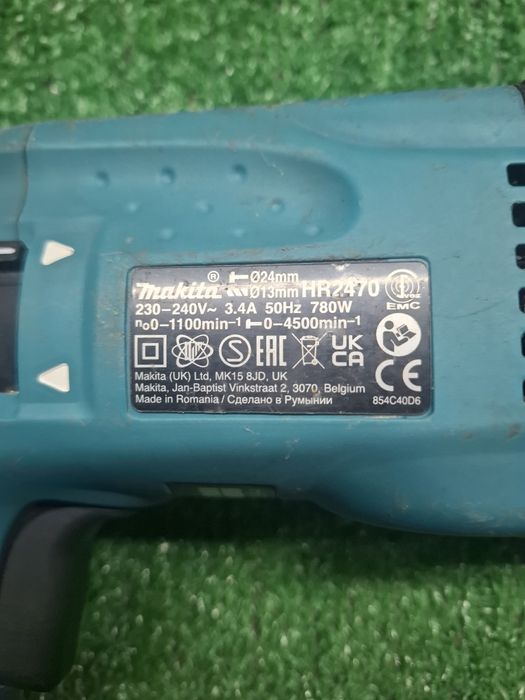 ® Ø24mm
makita Ø13mm HR2470
230-240V~ 3.4A 50Hz 780W
n₀0-1100min⁻¹ 0-4500min⁻¹
EMC
S EAC UK CA CE
Makita (UK) Ltd, MK15 8JD, UK
Makita, Jan-Baptist Vinkstraat 2, 3070, Belgium
Made in Romania / Сделано в Румынии 854C40D6